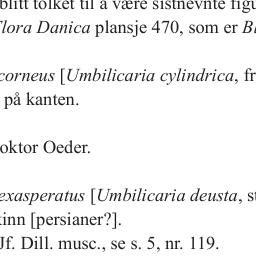 blitt tolket til å være sistnevnte figu
Flora Danica plansje 470, som er Bl
corneus [Umbilicaria cylindrica, fr
på kanten.
oktor Oeder.
exasperatus [Umbilicaria deusta, st
kinn [persianer?].
Jf. Dill. musc., se s. 5, nr. 119.